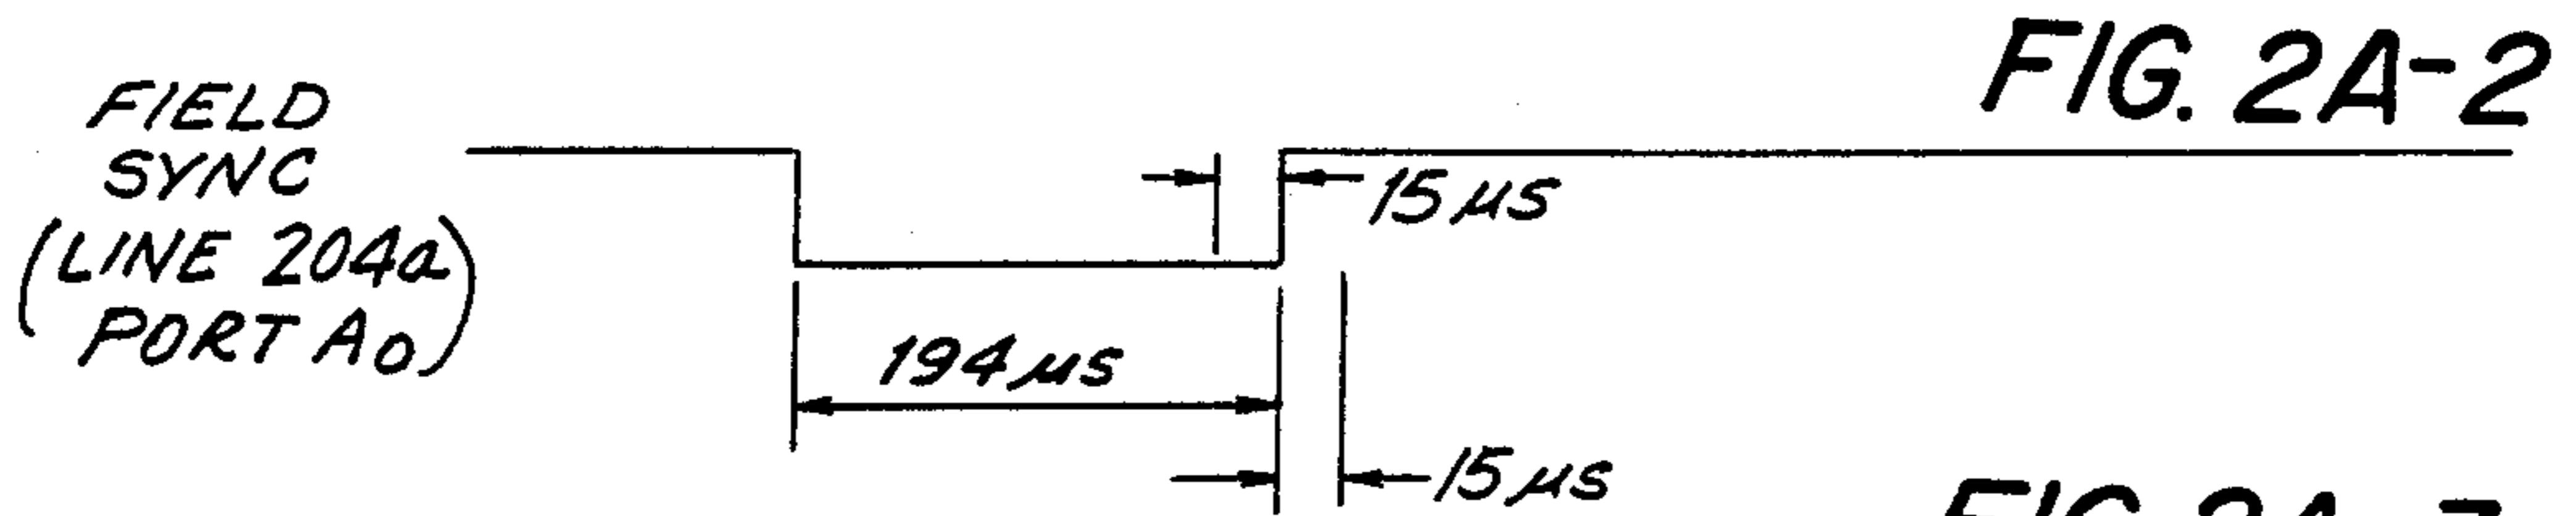 FIG. 2A-2
FIELD
SYNC
(LINE 204a
PORT A0)
15 µs
194 µs
15 µs